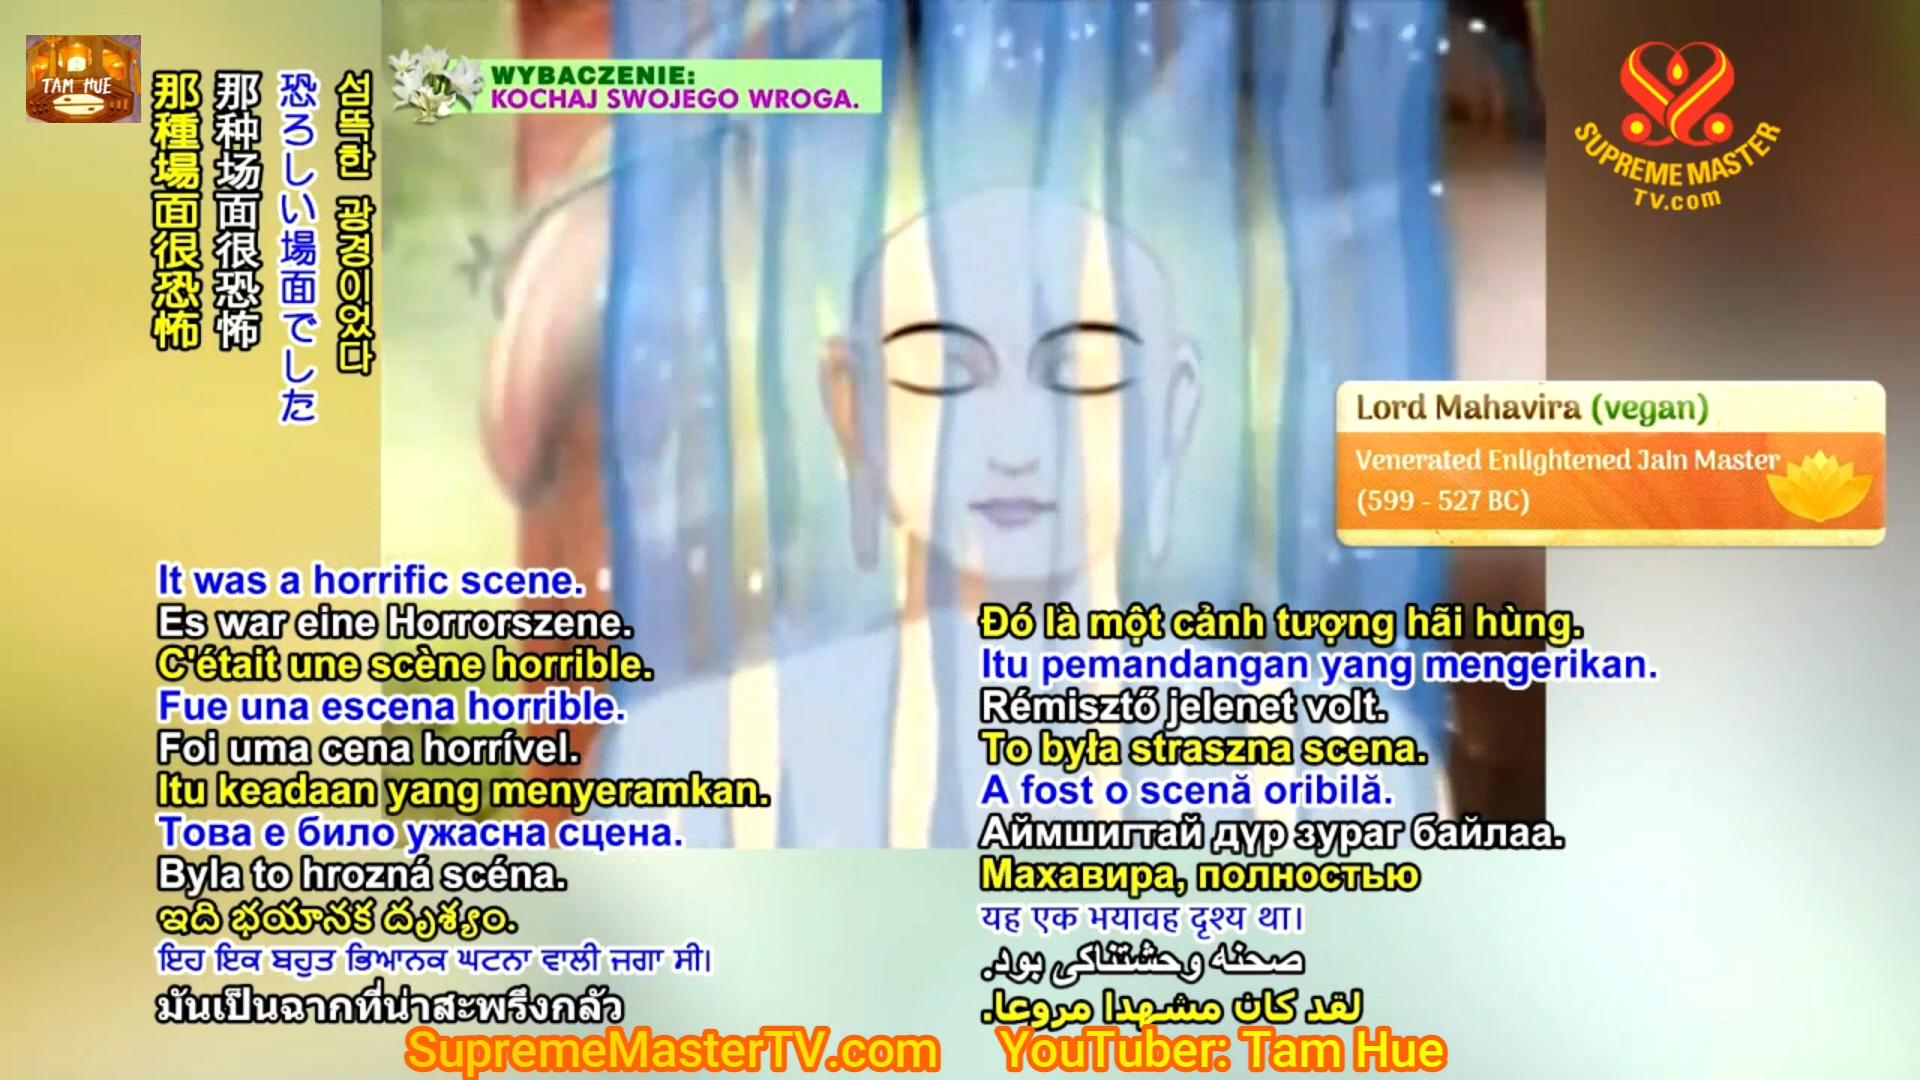 TAM HUE
WYBACZENIE:
KOCHAJ SWOJEGO WROGA.
SUPREME MASTER
TV.com
那種場面很恐怖
那种场面很恐怖
恐ろしい場面でした
섬뜩한 광경이었다
Lord Mahavira (vegan)
Venerated Enlightened Jain Master
(599 - 527 BC)
It was a horrific scene.
Es war eine Horrorszene.
C'était une scène horrible.
Fue una escena horrible.
Foi uma cena horrível.
Itu keadaan yang menyeramkan.
Това е било ужасна сцена.
Byla to hrozná scéna.
ఇది భయానక దృశ్యం.
ਇਹ ਇਕ ਬਹੁਤ ਭਿਆਨਕ ਘਟਨਾ ਵਾਲੀ ਜਗਾ ਸੀ।
มันเป็นฉากที่น่าสะพรึงกลัว
Đó là một cảnh tượng hãi hùng.
Itu pemandangan yang mengerikan.
Rémisztő jelenet volt.
To była straszna scena.
A fost o scenă oribilă.
Аймшигтай дүр зураг байлаа.
Махавира, полностью
यह एक भयावह दृश्य था।
صحنه وحشتناکی بود.
لقد كان مشهدا مروعا.
SupremeMasterTV.com YouTuber: Tam Hue